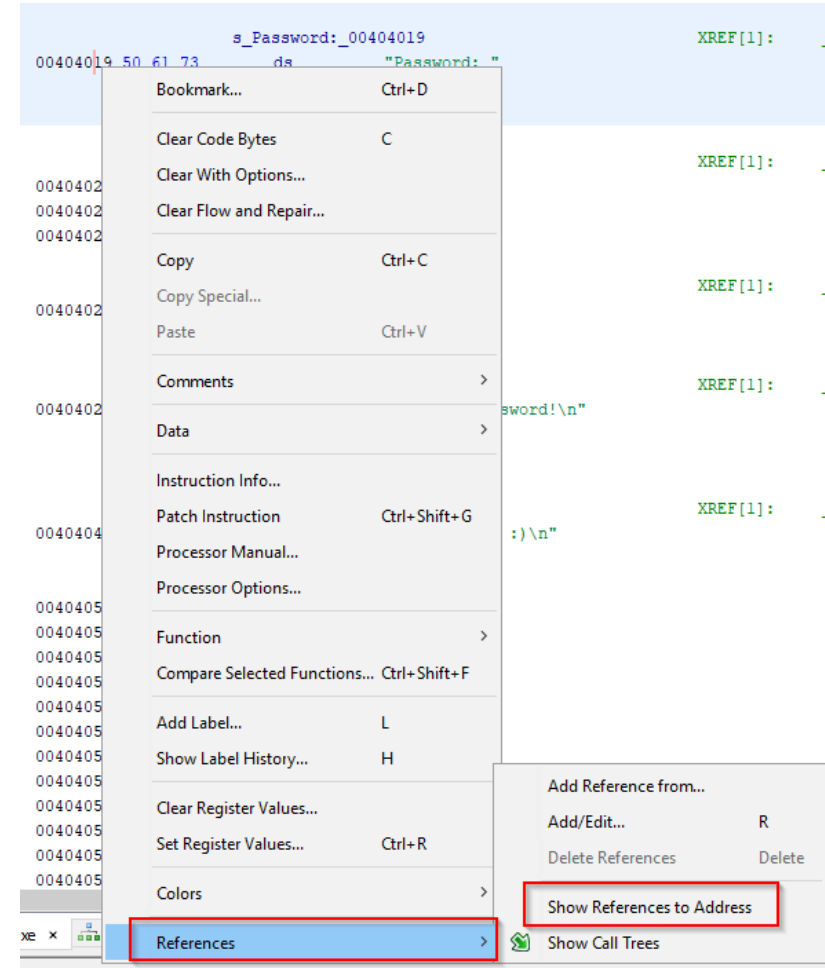 s_Password:_00404019 XREF[1]:
00404019 50 61 73 ds "Password: "
Bookmark... Ctrl+D
Clear Code Bytes C
XREF[1]:
Clear With Options...
0040402
0040402
Clear Flow and Repair...
0040402
Copy Ctrl+C
XREF[1]:
Copy Special...
0040402
Paste Ctrl+V
Comments >
XREF[1]:
0040402 sword!\n"
Data >
Instruction Info...
XREF[1]:
Patch Instruction Ctrl+Shift+G
0040404 :)\n"
Processor Manual...
Processor Options...
0040405
0040405
Function >
0040405
Compare Selected Functions... Ctrl+Shift+F
0040405
0040405
Add Label... L
0040405
0040405
Show Label History... H
0040405
Add Reference from...
0040405
Clear Register Values...
Add/Edit... R
0040405
Set Register Values... Ctrl+R
0040405
Delete References Delete
0040405
Colors >
Show References to Address
xe ×
References >
Show Call Trees